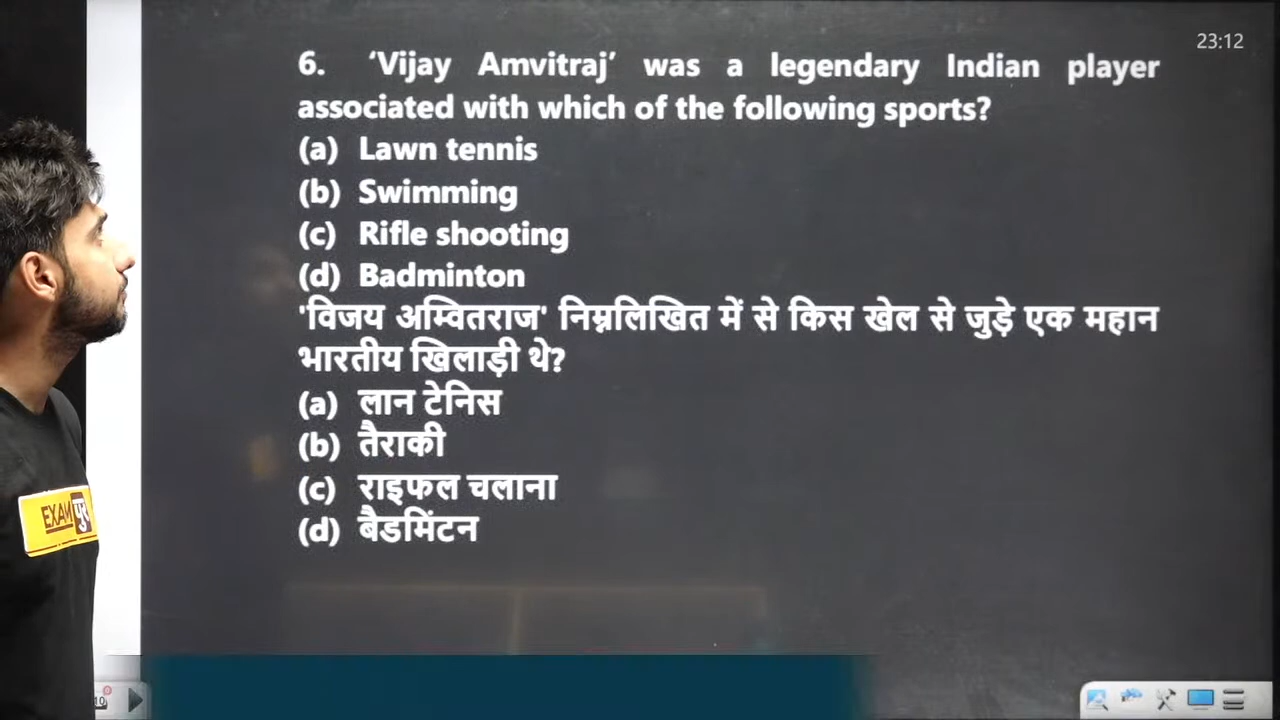 23:12
6. ‘Vijay Amvitraj’ was a legendary Indian player
associated with which of the following sports?
(a) Lawn tennis
(b) Swimming
(c) Rifle shooting
(d) Badminton
'विजय अम्वितराज' निम्नलिखित में से किस खेल से जुड़े एक महान
भारतीय खिलाड़ी थे?
(a) लान टेनिस
(b) तैराकी
(c) राइफल चलाना
(d) बैडमिंटन
EXAM पुर
10